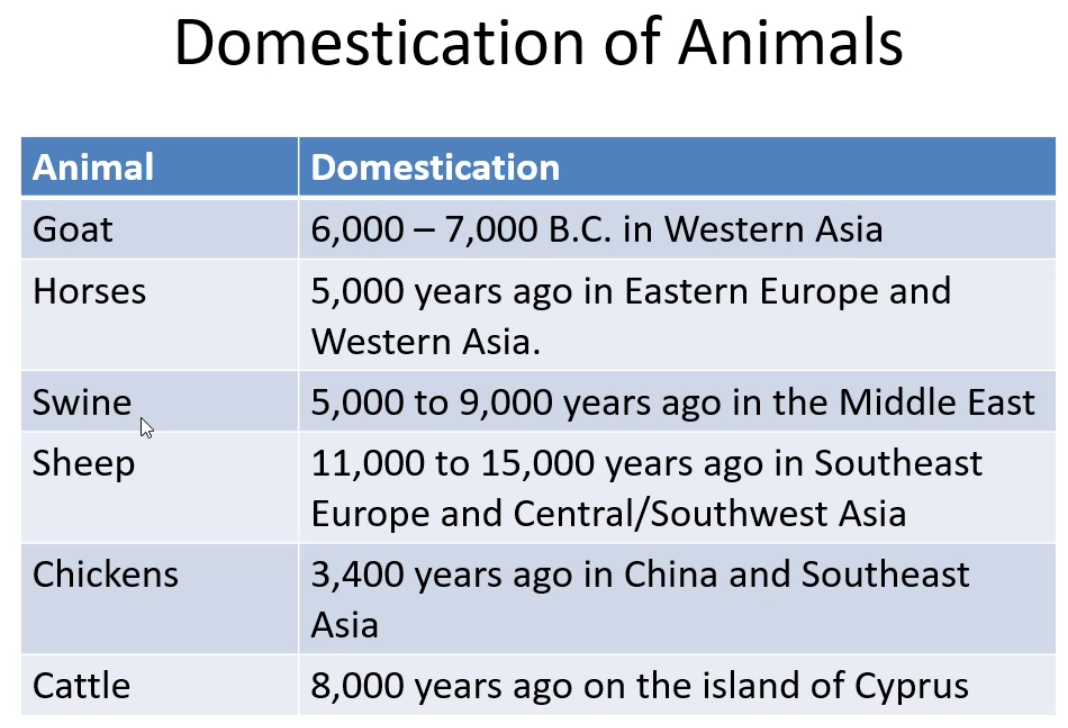 Domestication of Animals
Animal Domestication
Goat 6,000 – 7,000 B.C. in Western Asia
Horses 5,000 years ago in Eastern Europe and
Western Asia.
Swine 5,000 to 9,000 years ago in the Middle East
Sheep 11,000 to 15,000 years ago in Southeast
Europe and Central/Southwest Asia
Chickens 3,400 years ago in China and Southeast
Asia
Cattle 8,000 years ago on the island of Cyprus